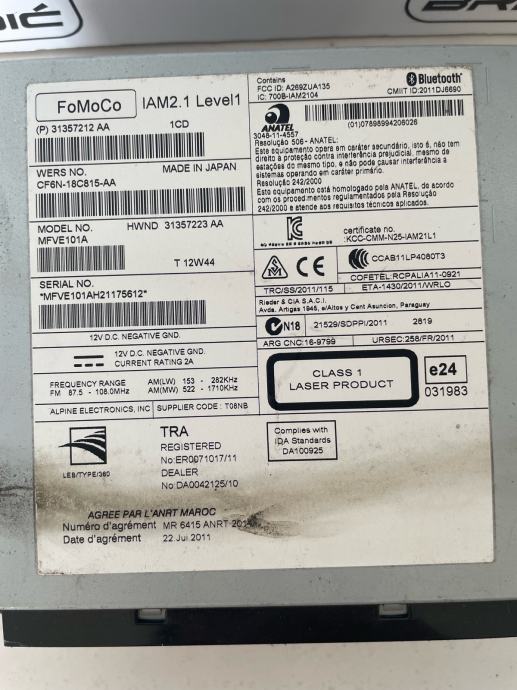 FoMoCo IAM2.1 Level1
(P) 31357212 AA 1CD
WERS NO. MADE IN JAPAN
CF6N-18C815-AA
MODEL NO. HWND 31357223 AA
MFVE101A
T 12W44
SERIAL NO.
*MFVE101AH21175612*
12V D.C. NEGATIVE GND.
12V D.C. NEGATIVE GND.
CURRENT RATING 2A
FREQUENCY RANGE AM(LW) 153 - 282KHz
FM 87.5 - 108.0MHz AM(MW) 522 - 1710KHz
ALPINE ELECTRONICS, INC SUPPLIER CODE : T08NB
Contains
FCC ID: A269ZUA135
IC: 700B-IAM2104
Bluetooth
CMIIT ID:2011DJ6690
ANATEL
3048-11-4557
(01)07898994206026
Resolução 506 - ANATEL:
Este equipamento opera em caráter secundário, isto é, não tem
direito a proteção contra interferência prejudicial, mesmo de
estações do mesmo tipo, e não pode causar interferência a
sistemas operando em caráter primário.
Resolução 242/2000
Este equipamento está homologado pela ANATEL, de acordo
com os procedimentos regulamentados pela Resolução
242/2000 e atende aos requisitos técnicos aplicados
certificate no.
:KCC-CMM-N25-IAM21L1
CE
CCAB11LP4060T3
COFETEL:RCPALIA11-0921
TRC/SS/2011/115 ETA-1430/2011/WRLO
Rieder & CIA S.A.C.I.
Avda. Artigas 1945, e/Altos y Cent Asuncion, Paraguay
N18 21529/SDPPI/2011 2819
ARG CNC:16-9799 URSEC:258/FR/2011
CLASS 1
LASER PRODUCT
e24
031983
LEB/TYPE/360
TRA
REGISTERED
No:ER0071017/11
DEALER
No:DA0042125/10
Complies with
IDA Standards
DA100925
AGREE PAR L'ANRT MAROC
Numéro d'agrément MR 6415 ANRT 2011
Date d'agrément 22 Jul 2011